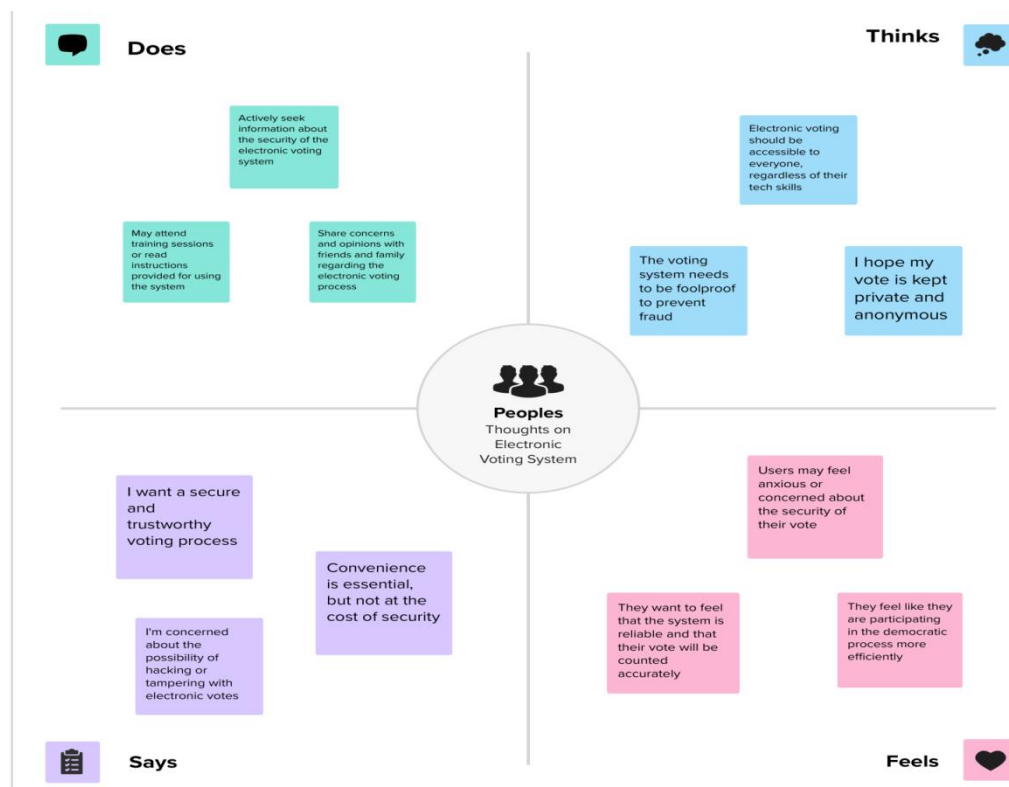 Does
Actively seek
information about
the security of the
electronic voting
system
May attend
training sessions
or read
instructions
provided for using
the system
Share concerns
and opinions with
friends and family
regarding the
electronic voting
process
Thinks
Electronic voting
should be
accessible to
everyone,
regardless of their
tech skills
The voting
system needs
to be foolproof
to prevent
fraud
I hope my
vote is kept
private and
anonymous
Peoples
Thoughts on
Electronic
Voting System
I want a secure
and
trustworthy
voting process
Convenience
is essential,
but not at the
cost of security
I'm concerned
about the
possibility of
hacking or
tampering with
electronic votes
Says
Users may feel
anxious or
concerned about
the security of
their vote
They want to feel
that the system is
reliable and that
their vote will be
counted
accurately
They feel like they
are participating
in the democratic
process more
efficiently
Feels